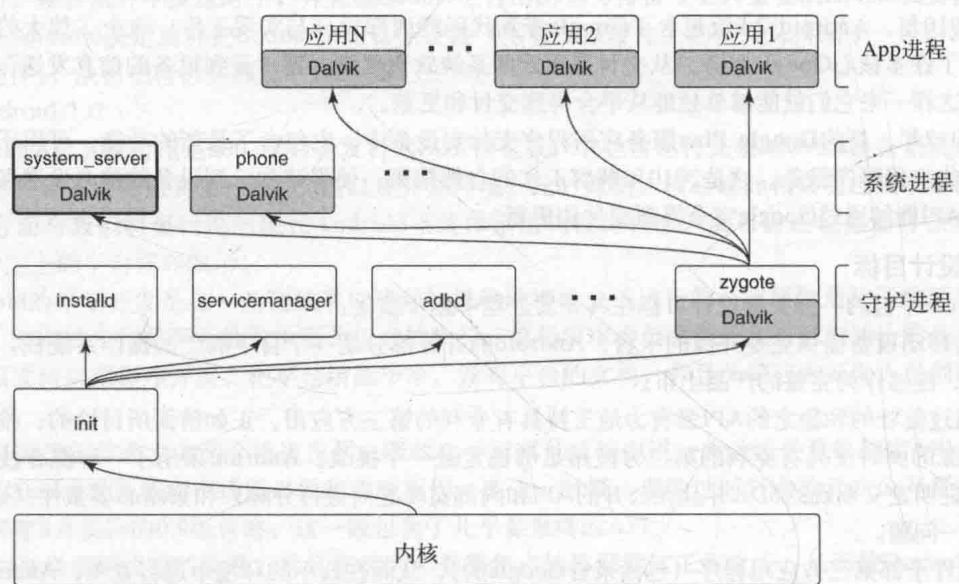 应用N
应用2
应用1
App进程
Dalvik
Dalvik
Dalvik
system_server
phone
系统进程
Dalvik
Dalvik
installd
servicemanager
adbd
zygote
守护进程
Dalvik
init
内核